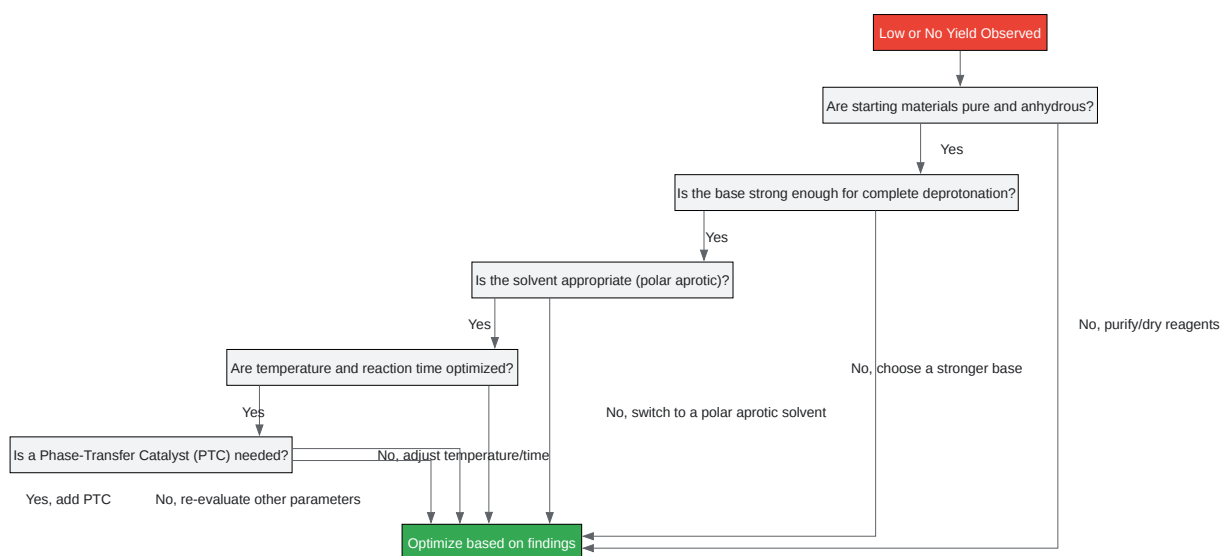 Low or No Yield Observed
Are starting materials pure and anhydrous?
Yes
Is the base strong enough for complete deprotonation?
Yes
Is the solvent appropriate (polar aprotic)?
Yes
No, purify/dry reagents
Are temperature and reaction time optimized?
No, choose a stronger base
Yes
No, switch to a polar aprotic solvent
Is a Phase-Transfer Catalyst (PTC) needed?
No, adjust temperature/time
Yes, add PTC
No, re-evaluate other parameters
Optimize based on findings